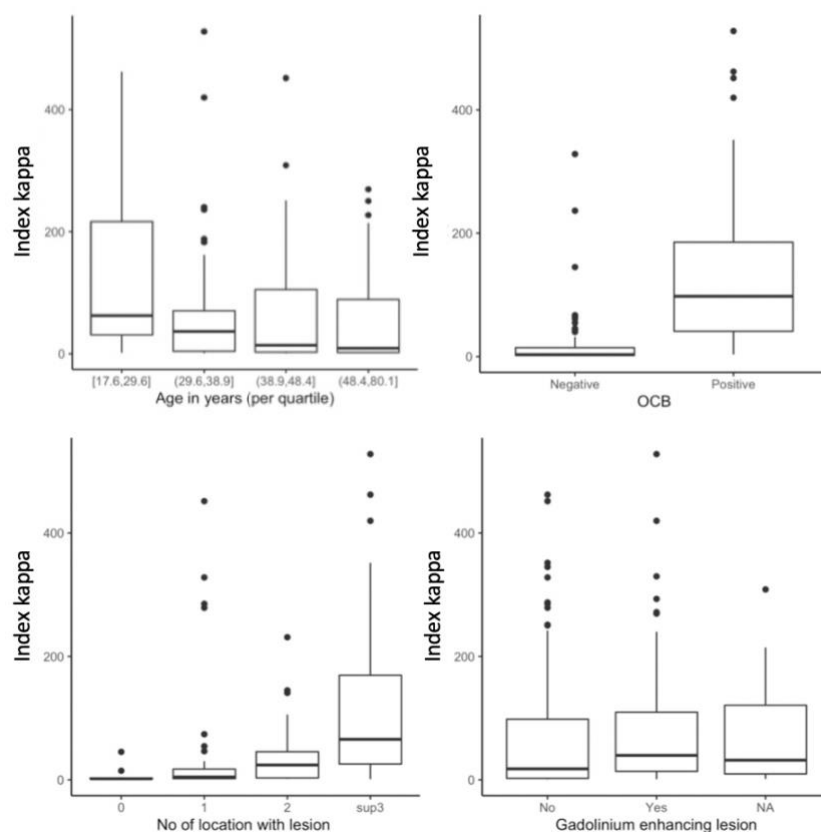 Index kappa
400
200
0
[17.6,29.6] (29.6,38.9] (38.9,48.4] (48.4,80.1]
Age in years (per quartile)
Index kappa
400
200
0
Negative Positive
OCB
Index kappa
400
200
0
0 1 2 sup3
No of location with lesion
Index kappa
400
200
0
No Yes NA
Gadolinium enhancing lesion